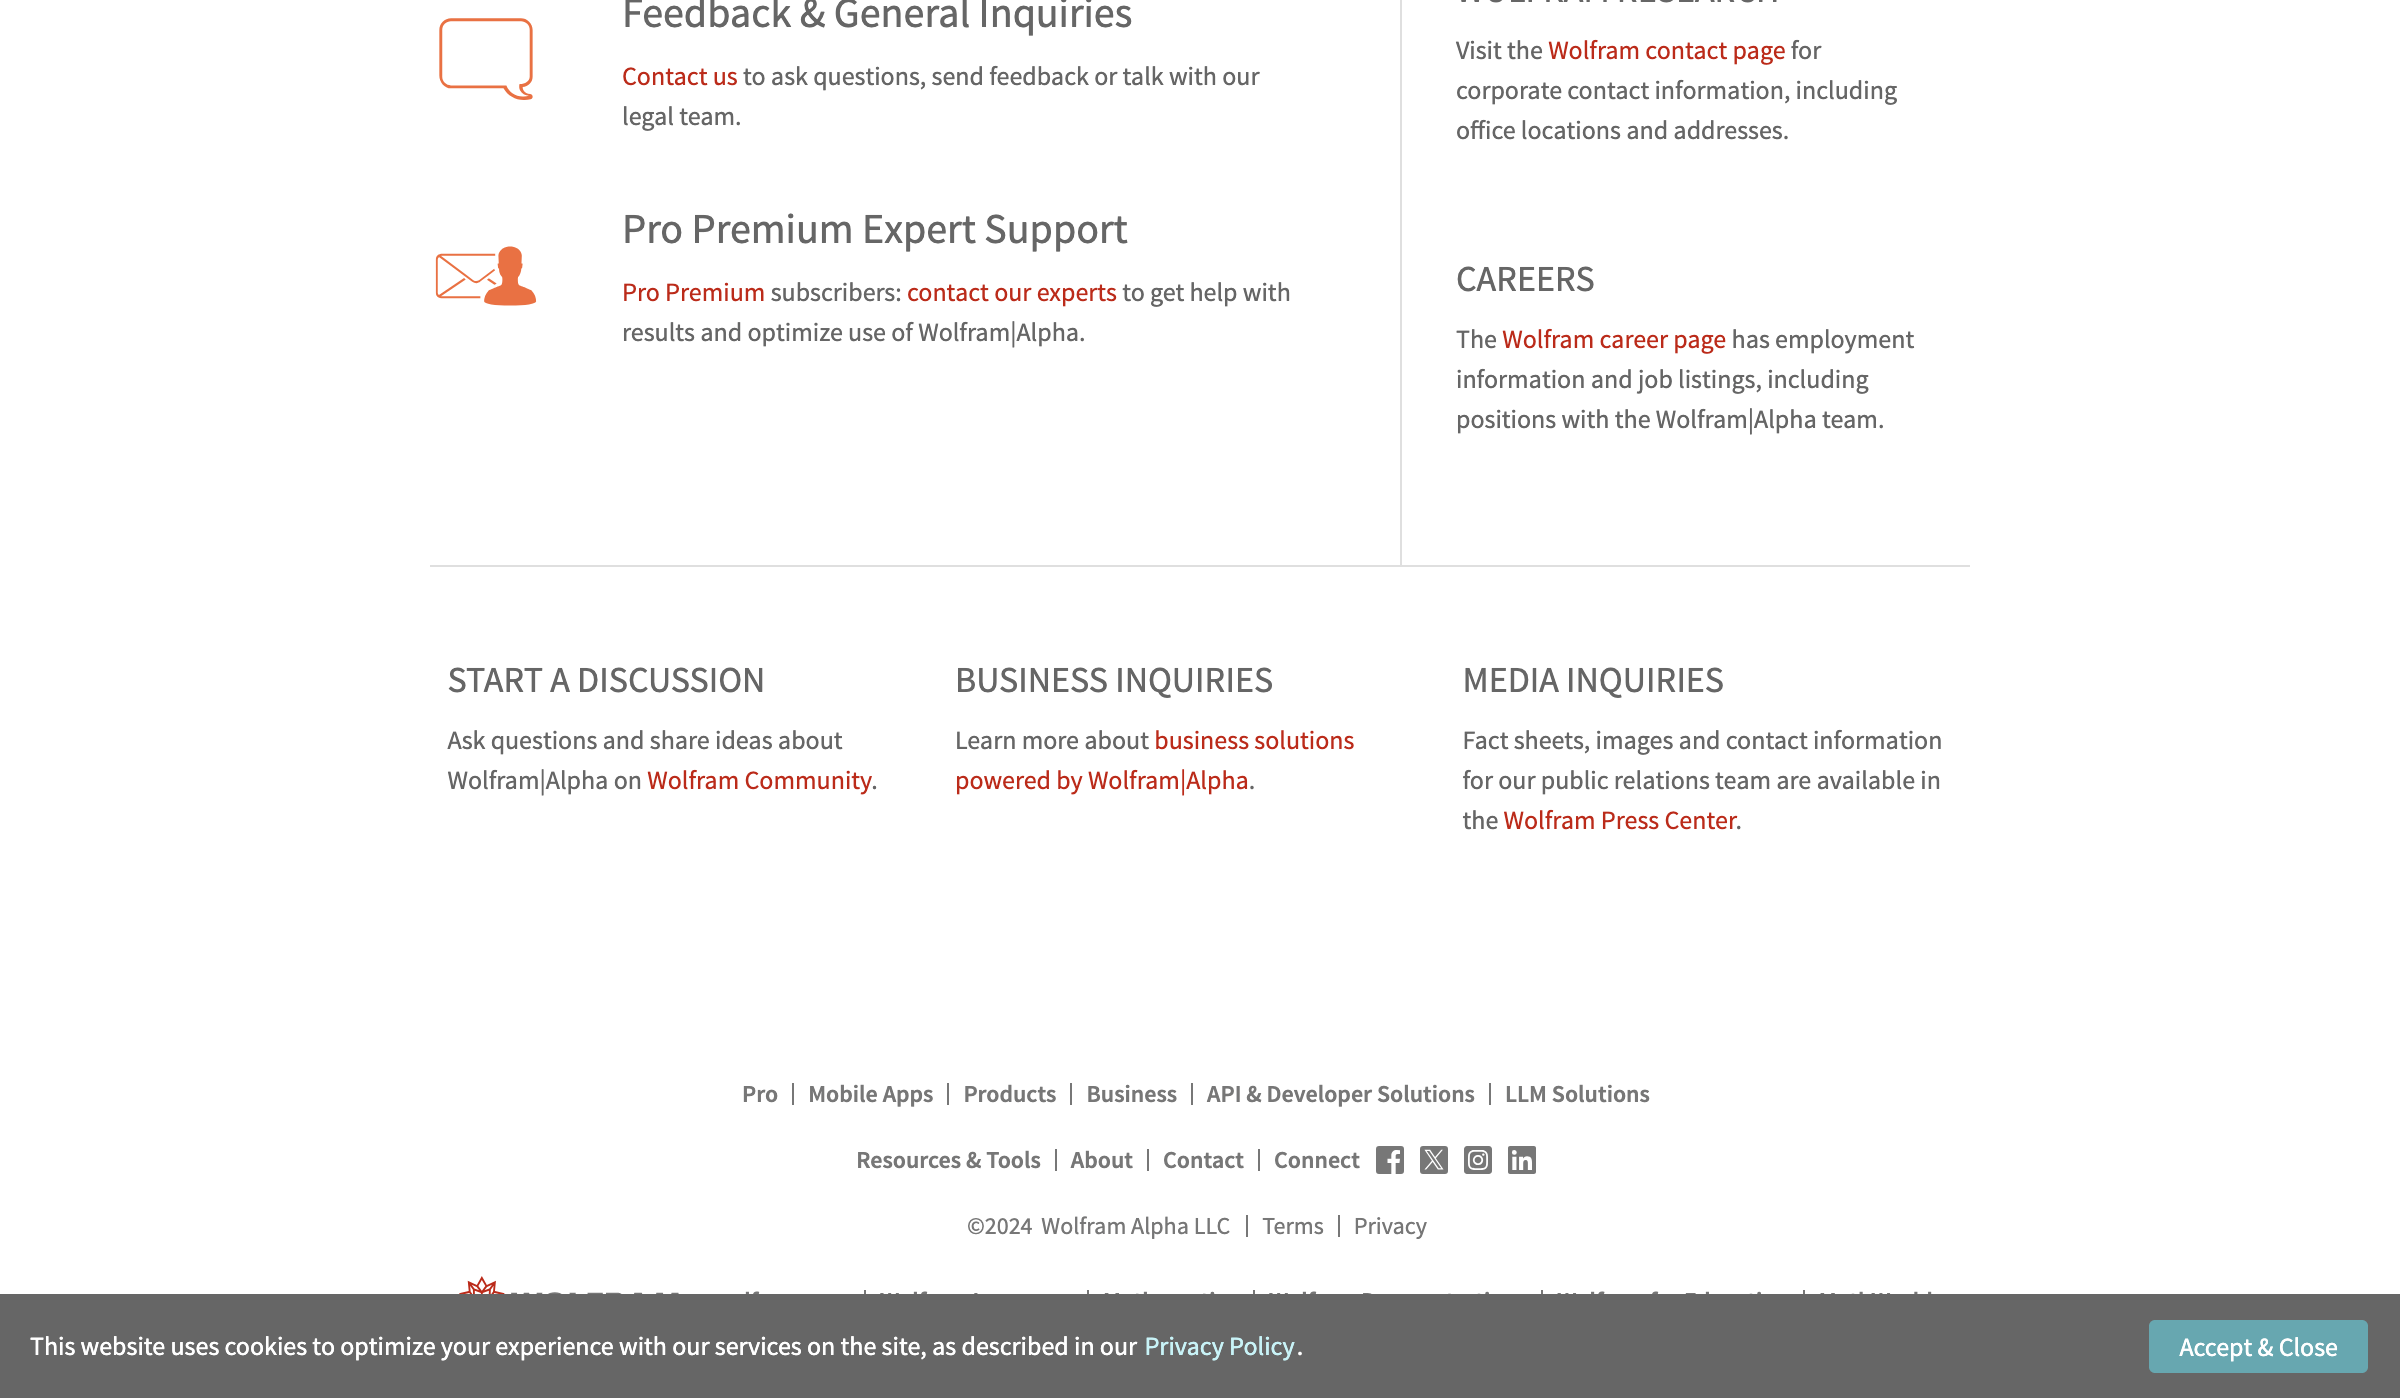 Feedback & General Inquiries
Contact us to ask questions, send feedback or talk with our
legal team.
Pro Premium Expert Support
Pro Premium subscribers: contact our experts to get help with
results and optimize use of Wolfram|Alpha.
WOLFRAM RESEARCH
Visit the Wolfram contact page for
corporate contact information, including
office locations and addresses.
CAREERS
The Wolfram career page has employment
information and job listings, including
positions with the Wolfram|Alpha team.
START A DISCUSSION
Ask questions and share ideas about
Wolfram|Alpha on Wolfram Community.
BUSINESS INQUIRIES
Learn more about business solutions
powered by Wolfram|Alpha.
MEDIA INQUIRIES
Fact sheets, images and contact information
for our public relations team are available in
the Wolfram Press Center.
Pro | Mobile Apps | Products | Business | API & Developer Solutions | LLM Solutions
Resources & Tools | About | Contact | Connect
©2024 Wolfram Alpha LLC | Terms | Privacy
This website uses cookies to optimize your experience with our services on the site, as described in our Privacy Policy.
Accept & Close